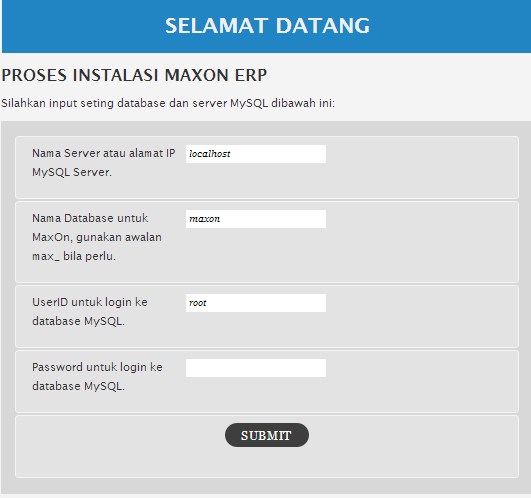 SELAMAT DATANG
PROSES INSTALASI MAXON ERP
Silahkan input seting database dan server MySQL dibawah ini:
Nama Server atau alamat IP localhost
MySQL Server.
Nama Database untuk maxon
MaxOn, gunakan awalan
max_ bila perlu.
UserID untuk login ke root
database MySQL.
Password untuk login ke
database MySQL.
SUBMIT